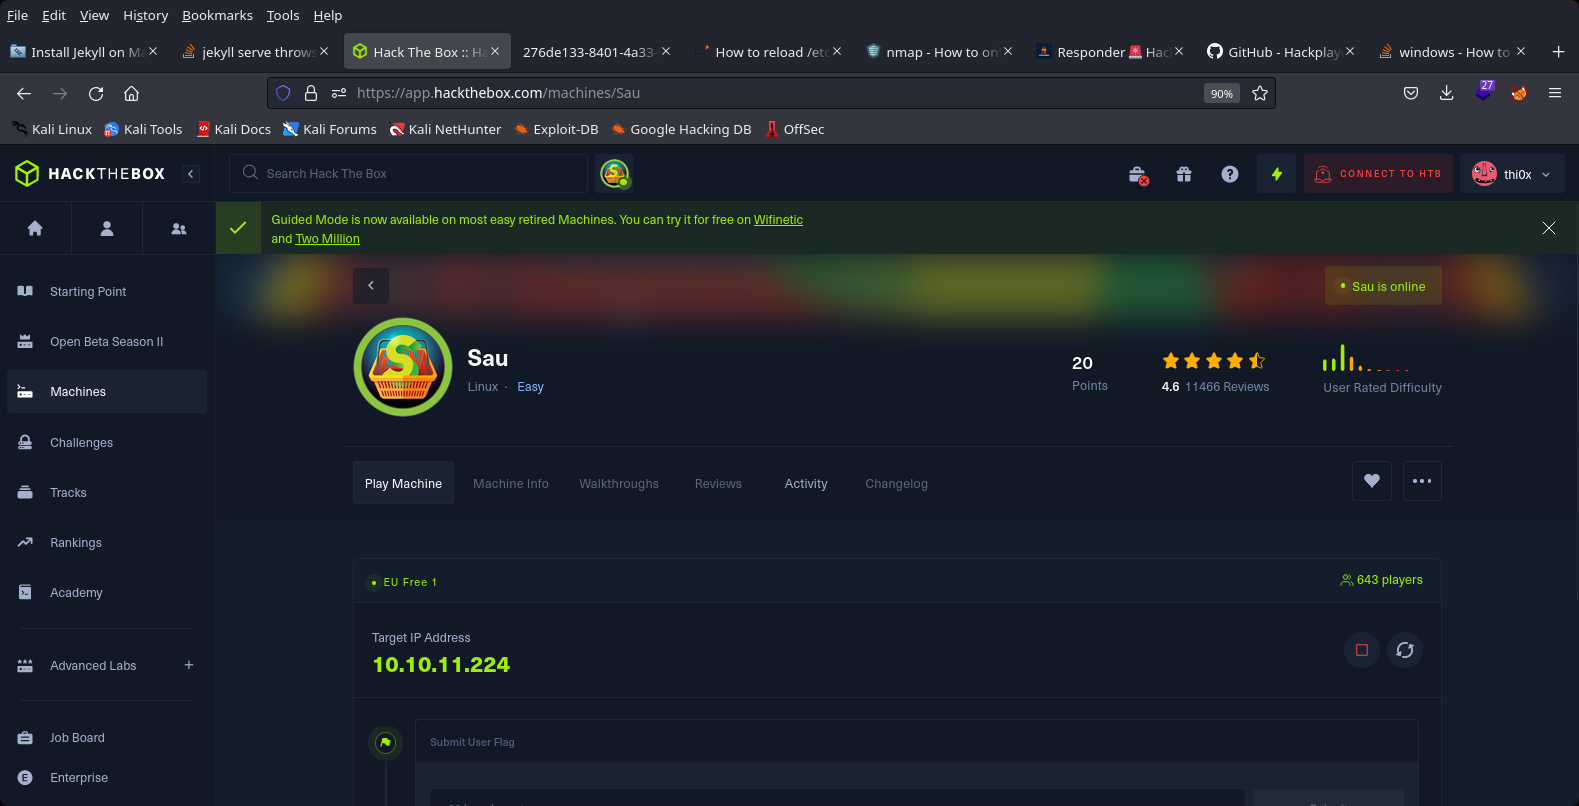 File Edit View History Bookmarks Tools Help
Install Jekyll on Ma
jekyll serve throws
Hack The Box :: Ha
276de133-8401-4a33-
How to reload /etc
nmap - How to on
Responder 🚨 Hac
GitHub - Hackplay
windows - How to
https://app.hackthebox.com/machines/Sau
90%
27
Kali Linux Kali Tools Kali Docs Kali Forums Kali NetHunter Exploit-DB Google Hacking DB OffSec
HACKTHEBOX
Search Hack The Box
CONNECT TO HTB
thi0x
Guided Mode is now available on most easy retired Machines. You can try it for free on Wifinetic
and Two Million
Starting Point
Open Beta Season II
Machines
Challenges
Tracks
Rankings
Academy
Advanced Labs +
Job Board
E Enterprise
Sau is online
Sau
Linux · Easy
20
Points
4.6 11466 Reviews
User Rated Difficulty
Play Machine Machine Info Walkthroughs Reviews Activity Changelog
EU Free 1
643 players
Target IP Address
10.10.11.224
Submit User Flag